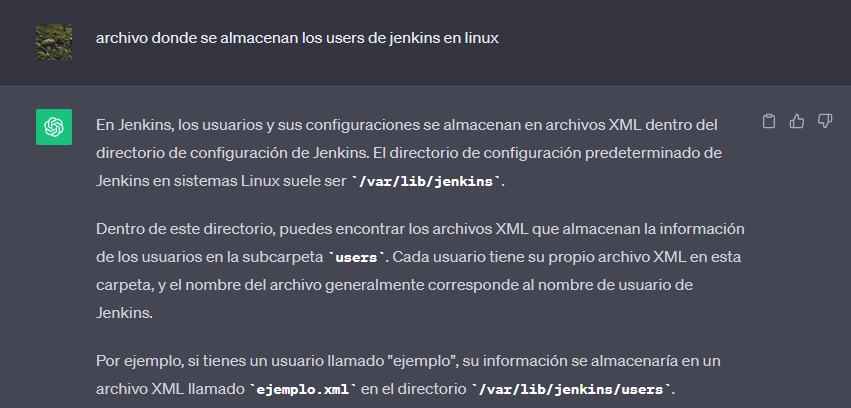 archivo donde se almacenan los users de jenkins en linux
En Jenkins, los usuarios y sus configuraciones se almacenan en archivos XML dentro del
directorio de configuración de Jenkins. El directorio de configuración predeterminado de
Jenkins en sistemas Linux suele ser `/var/lib/jenkins`.
Dentro de este directorio, puedes encontrar los archivos XML que almacenan la información
de los usuarios en la subcarpeta `users`. Cada usuario tiene su propio archivo XML en esta
carpeta, y el nombre del archivo generalmente corresponde al nombre de usuario de
Jenkins.
Por ejemplo, si tienes un usuario llamado "ejemplo", su información se almacenaría en un
archivo XML llamado `ejemplo.xml` en el directorio `/var/lib/jenkins/users`.